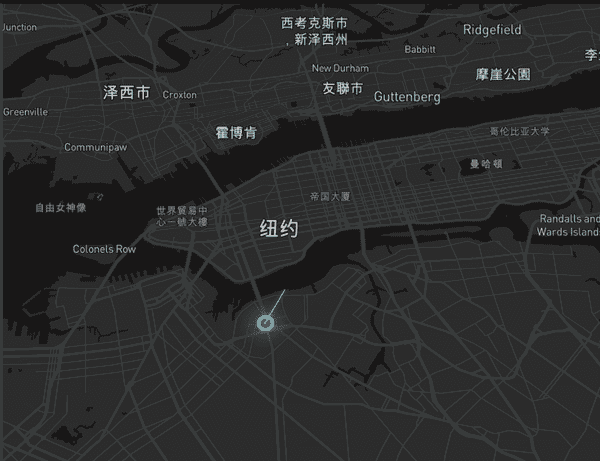 Junction
西考克斯市
，新泽西州
Ridgefield
Babbitt
New Durham
摩崖公園
泽西市
Croxton
友聯市
Guttenberg
Greenville
霍博肯
哥伦比亚大学
Communipaw
曼哈頓
帝国大厦
自由女神像
世界貿易中
心一號大樓
纽约
Randalls and
Wards Islands
Colonels Row